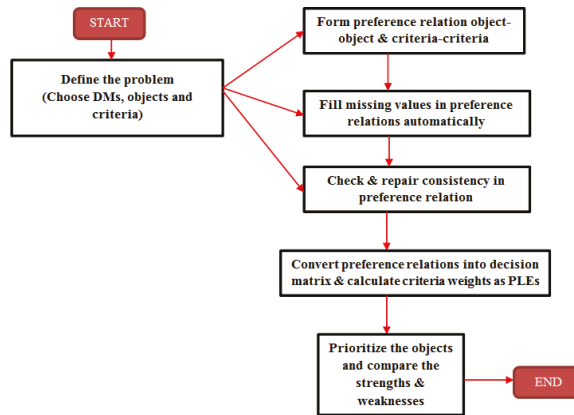 START
Define the problem
(Choose DMs, objects and
criteria)
Form preference relation object-
object & criteria-criteria
Fill missing values in preference
relations automatically
Check & repair consistency in
preference relation
Convert preference relations into decision
matrix & calculate criteria weights as PLEs
Prioritize the objects
and compare the
strengths &
weaknesses
END